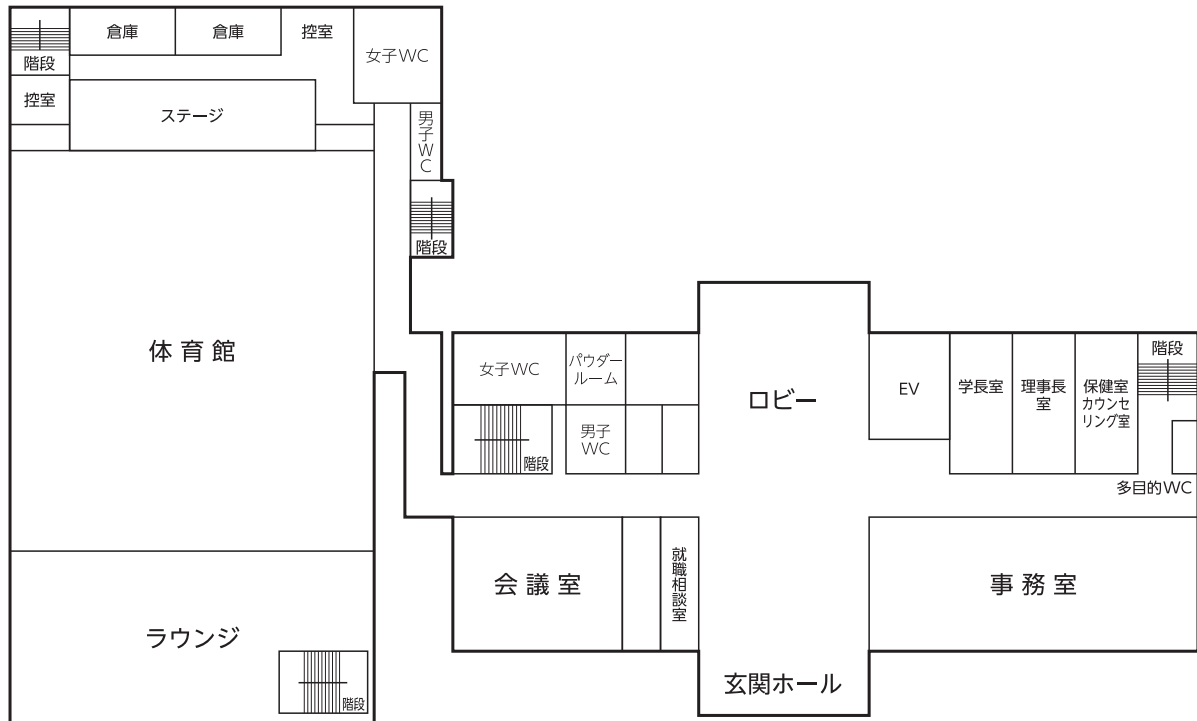 倉庫
倉庫
控室
女子WC
階段
控室
ステージ
男子WC
階段
体育館
女子WC
パウダー
ルーム
ロビー
EV
学長室
理事長
室
保健室
カウンセ
リング室
階段
男子
WC
階段
多目的WC
会議室
就職相談室
事務室
ラウンジ
階段
玄関ホール